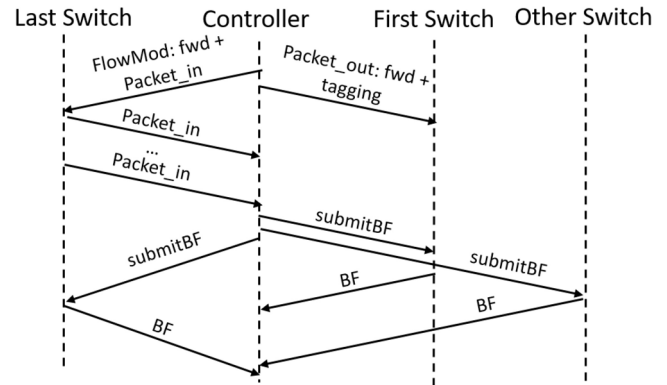 Last Switch
Controller
First Switch
Other Switch
FlowMod: fwd +
Packet_in
Packet_out: fwd +
tagging
Packet_in
...
Packet_in
submitBF
submitBF
submitBF
BF
BF
BF